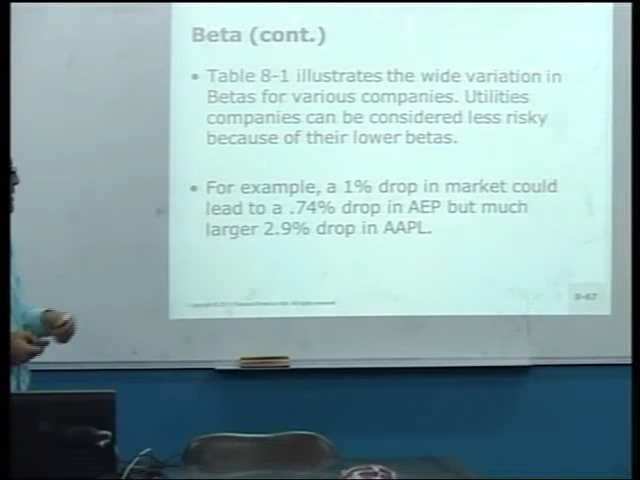 Beta (cont.)
• Table 8-1 illustrates the wide variation in
Betas for various companies. Utilities
companies can be considered less risky
because of their lower betas.
• For example, a 1% drop in market could
lead to a .74% drop in AEP but much
larger 2.9% drop in AAPL.
8-67